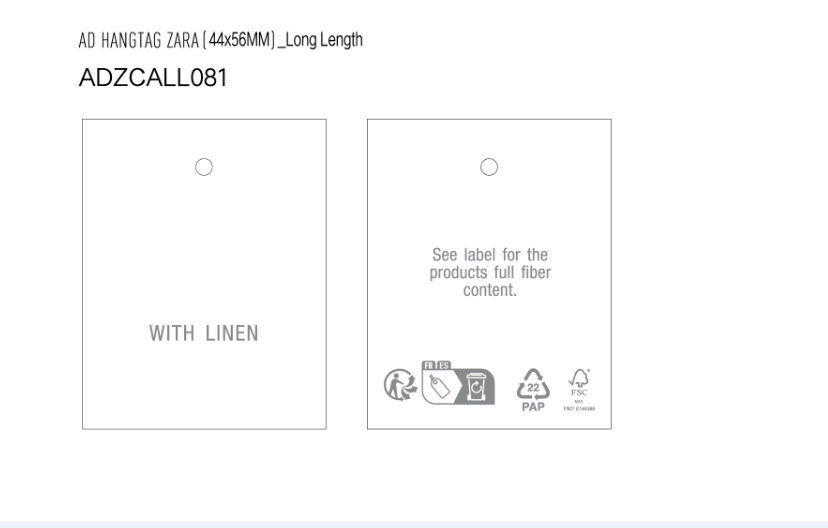 AD HANGTAG ZARA (44x56MM)_Long Length
ADZCALL081
WITH LINEN
See label for the
products full fiber
content.
FR ES
22
PAP
FSC